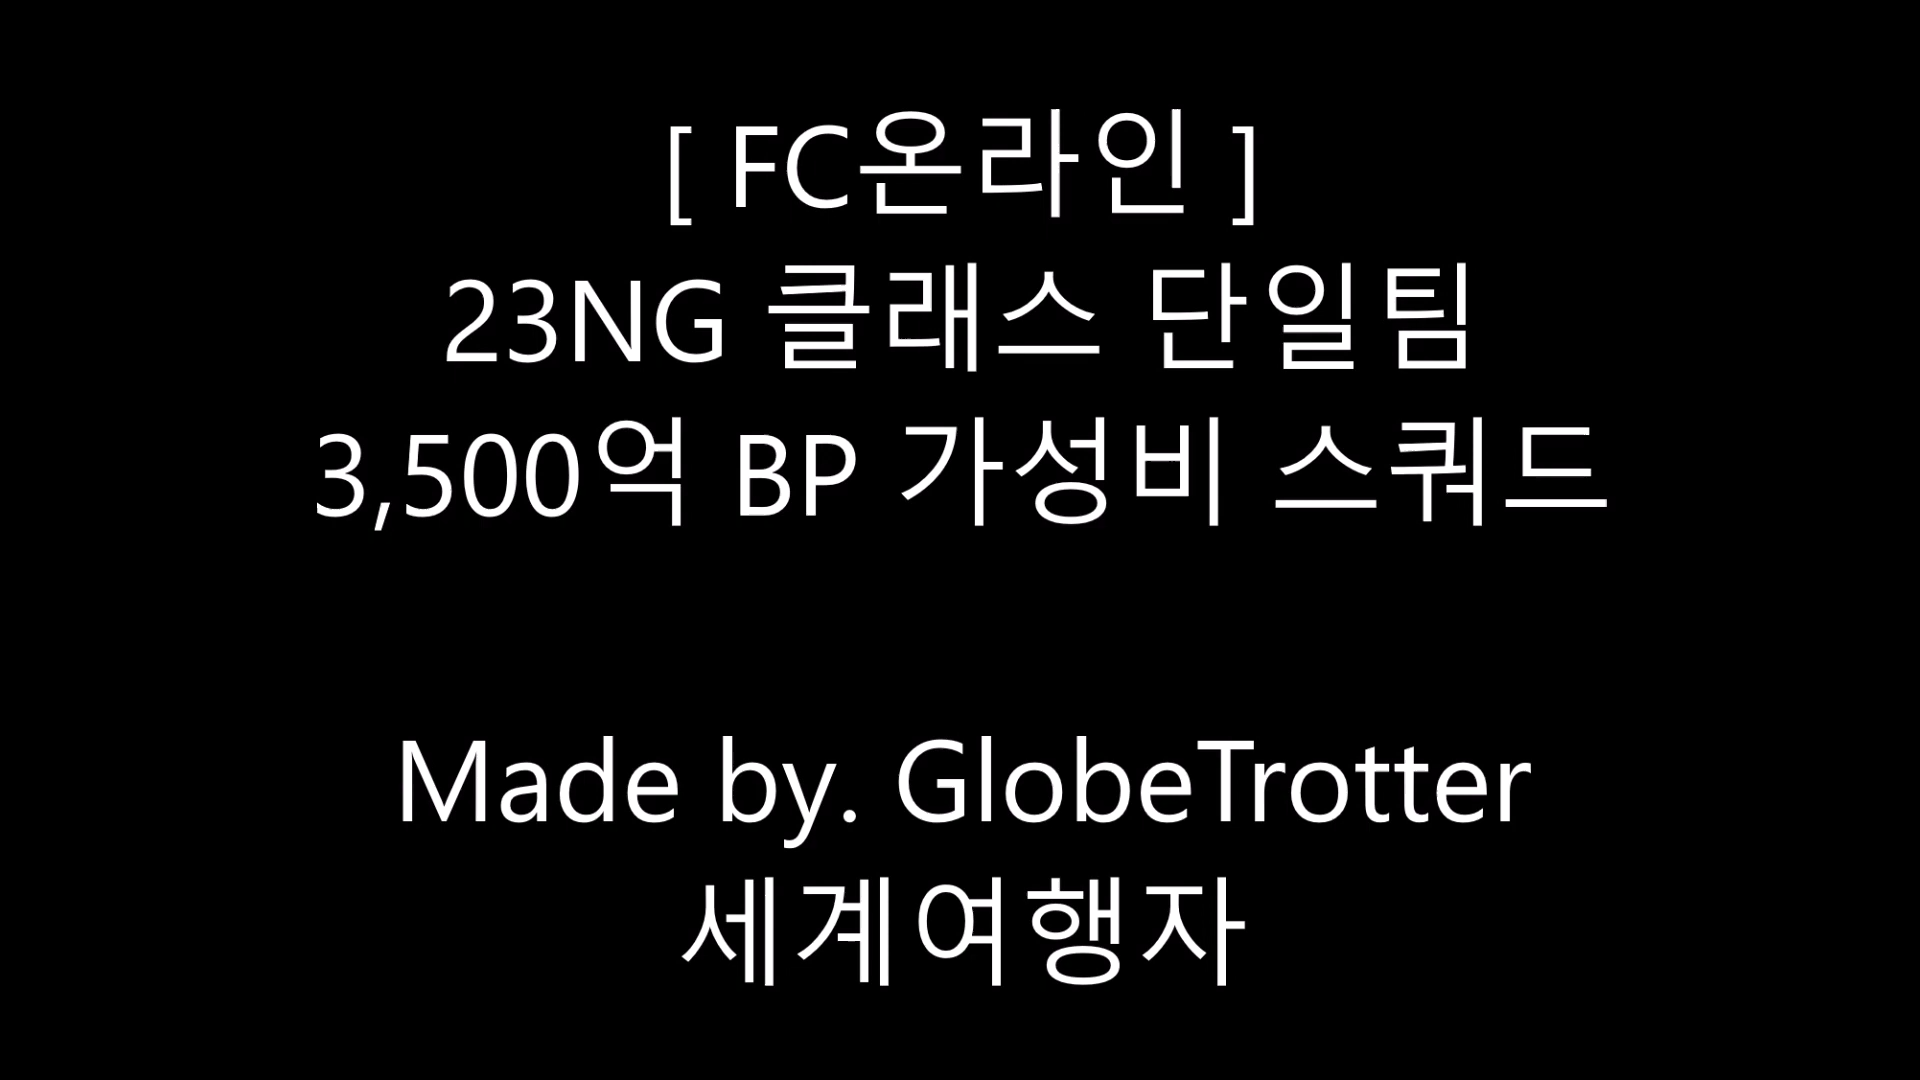 [ FC온라인 ]
23NG 클래스 단일팀
3,500억 BP 가성비 스쿼드
Made by. GlobeTrotter
세계여행자